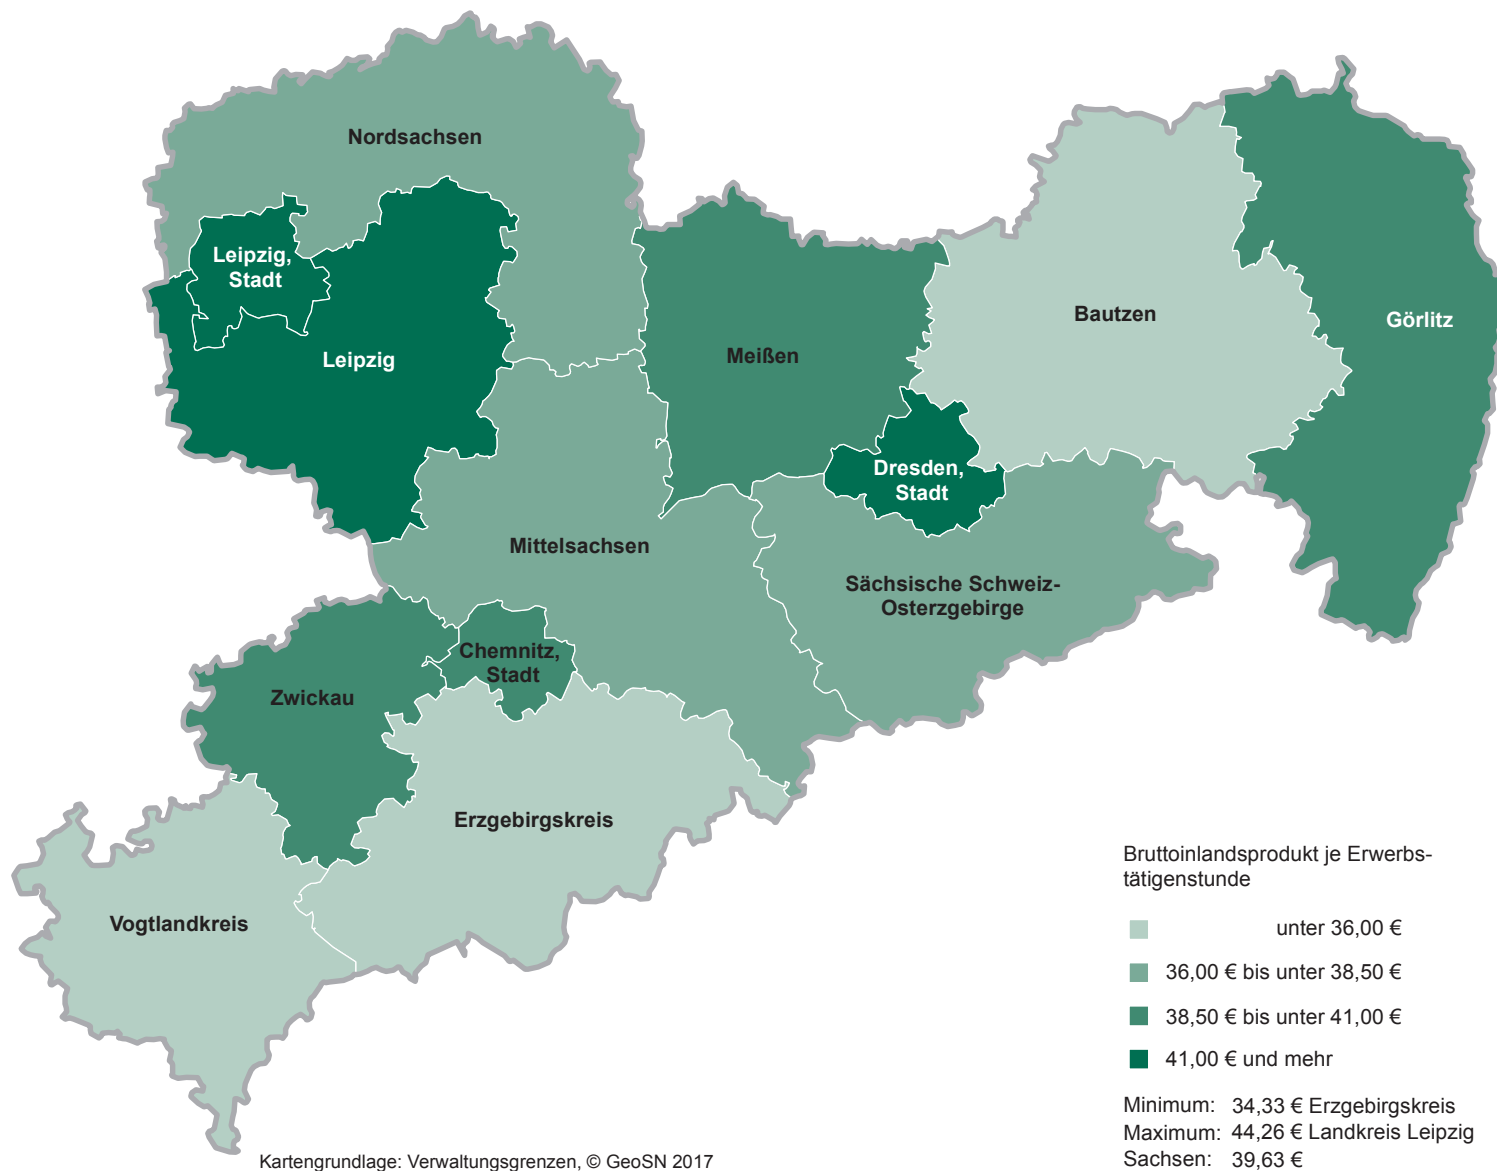 Nordsachsen
Leipzig,
Stadt
Leipzig
Meißen
Bautzen
Görlitz
Dresden,
Stadt
Mittelsachsen
Sächsische Schweiz-
Osterzgebirge
Chemnitz,
Stadt
Zwickau
Erzgebirgskreis
Vogtlandkreis
Bruttoinlandsprodukt je Erwerbs-
tätigenstunde
unter 36,00 €
36,00 € bis unter 38,50 €
38,50 € bis unter 41,00 €
41,00 € und mehr
Minimum: 34,33 € Erzgebirgskreis
Maximum: 44,26 € Landkreis Leipzig
Sachsen: 39,63 €
Kartengrundlage: Verwaltungsgrenzen, © GeoSN 2017